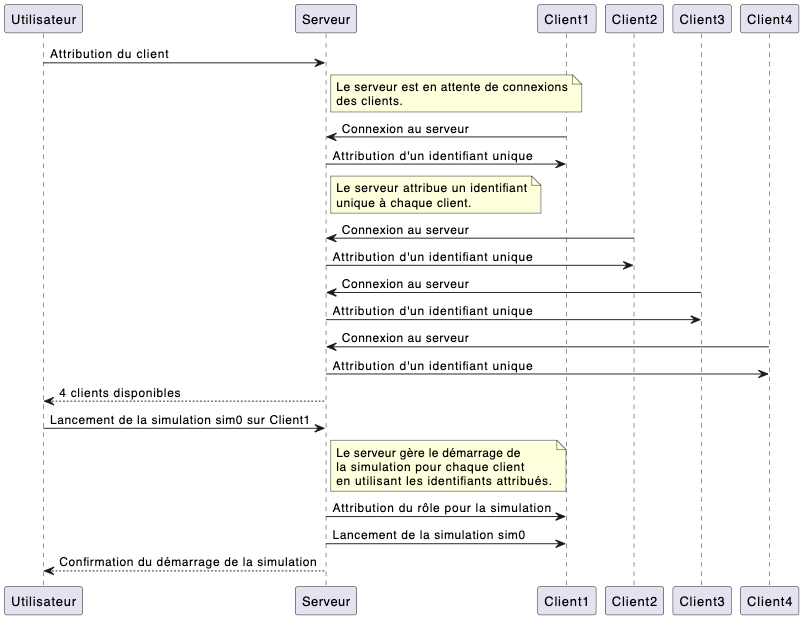 Utilisateur
Serveur
Client1
Client2
Client3
Client4
Attribution du client
Le serveur est en attente de connexions
des clients.
Connexion au serveur
Attribution d'un identifiant unique
Le serveur attribue un identifiant
unique à chaque client.
Connexion au serveur
Attribution d'un identifiant unique
Connexion au serveur
Attribution d'un identifiant unique
Connexion au serveur
Attribution d'un identifiant unique
4 clients disponibles
Lancement de la simulation sim0 sur Client1
Le serveur gère le démarrage de
la simulation pour chaque client
en utilisant les identifiants attribués.
Attribution du rôle pour la simulation
Lancement de la simulation sim0
Confirmation du démarrage de la simulation
Utilisateur
Serveur
Client1
Client2
Client3
Client4